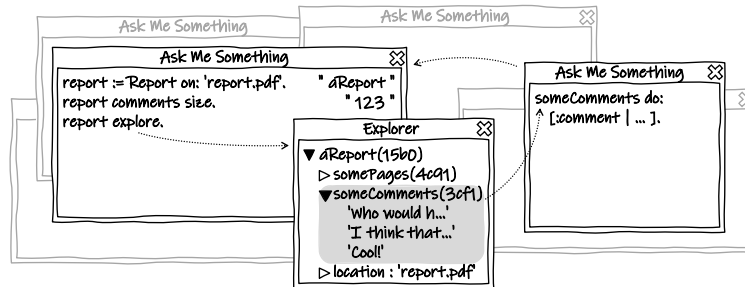 Ask Me Something
Ask Me Something
Ask Me Something
report := Report on: 'report.pdf'. " aReport "
report comments size. " 123 "
report explore.
Explorer
▼ aReport(15b0)
▷ somePages(4c91)
▼ someComments(3cf1)
'Who would h...'
'I think that...'
'Cool!'
▷ location : 'report.pdf'
Ask Me Something
someComments do:
[:comment | ... ].